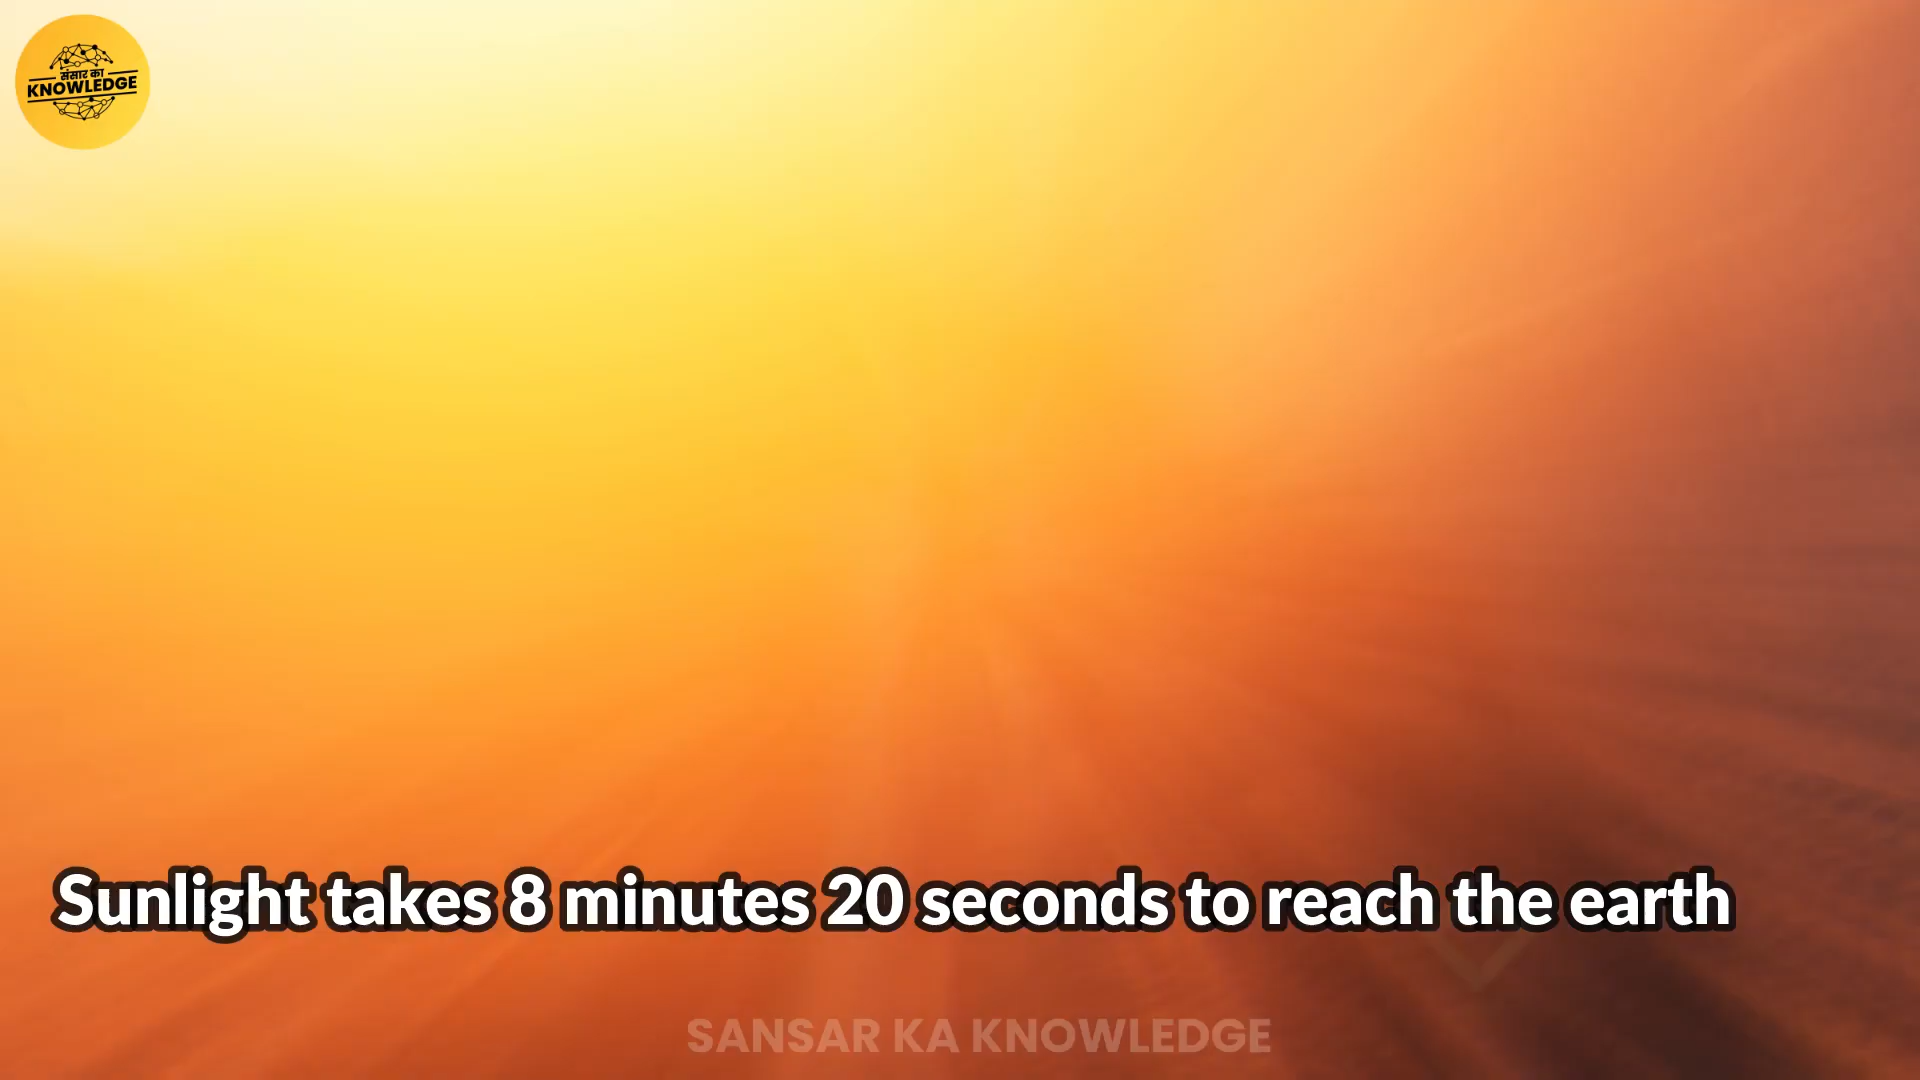 संसार का
KNOWLEDGE
Sunlight takes 8 minutes 20 seconds to reach the earth
SANSAR KA KNOWLEDGE